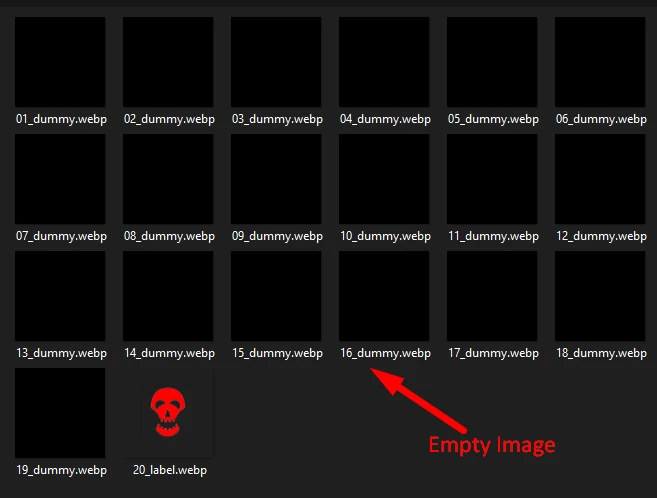 01_dummy.webp 02_dummy.webp 03_dummy.webp 04_dummy.webp 05_dummy.webp 06_dummy.webp
07_dummy.webp 08_dummy.webp 09_dummy.webp 10_dummy.webp 11_dummy.webp 12_dummy.webp
13_dummy.webp 14_dummy.webp 15_dummy.webp 16_dummy.webp 17_dummy.webp 18_dummy.webp
Empty Image
19_dummy.webp 20_label.webp